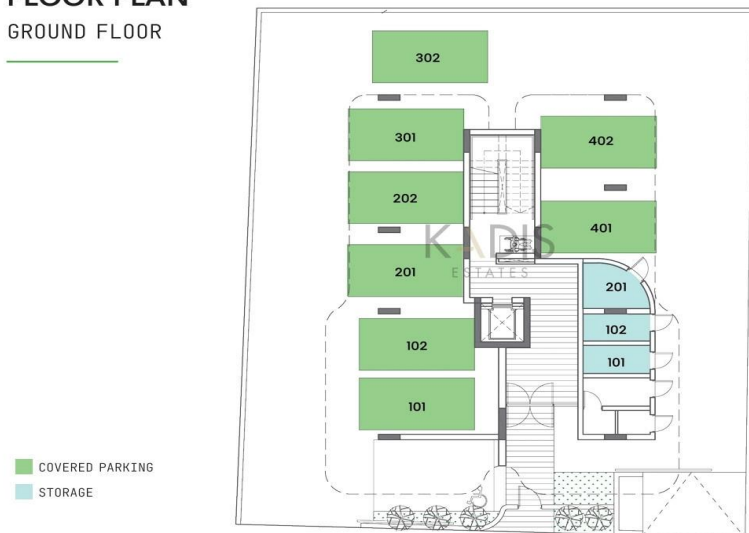 FLOOR PLAN
GROUND FLOOR
302
301
402
202
401
KADIS
ESTATES
201
201
102
102
101
101
COVERED PARKING
STORAGE